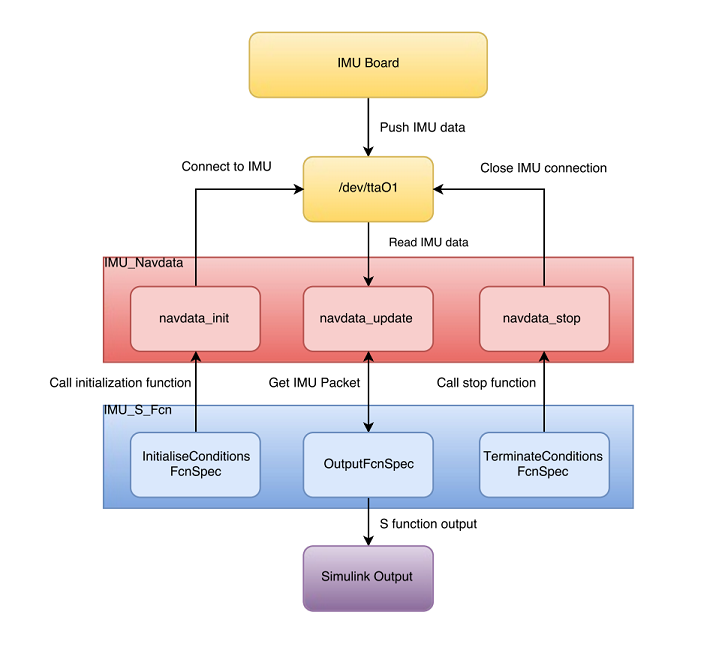 IMU Board
Push IMU data
Connect to IMU
Close IMU connection
/dev/ttaO1
Read IMU data
IMU_Navdata
navdata_init
navdata_update
navdata_stop
Call initialization function
Get IMU Packet
Call stop function
IMU_S_Fcn
InitialiseConditions
FcnSpec
OutputFcnSpec
TerminateConditions
FcnSpec
S function output
Simulink Output